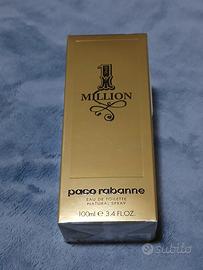 1
MILLION
paco rabanne
EAU DE TOILETTE
NATURAL SPRAY
100ml e 3.4 FL.OZ.
subito